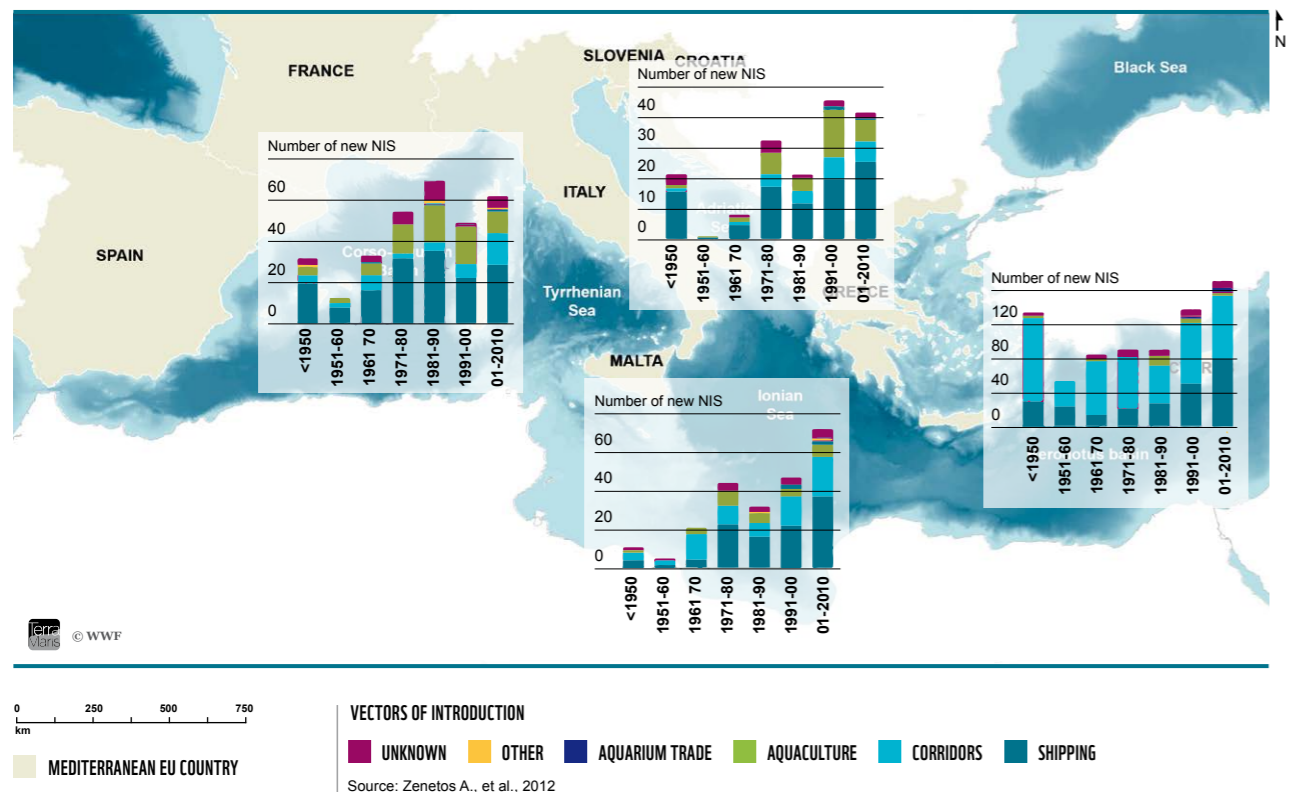 N
FRANCE
SLOVENIA
CROATIA
Black Sea
SPAIN
ITALY
Tyrrhenian
Sea
MALTA
GREECE
Number of new NIS
60
40
20
0
<1950
1951-60
1961 70
1971-80
1981-90
1991-00
01-2010
Number of new NIS
40
30
20
10
0
<1950
1951-60
1961 70
1971-80
1981-90
1991-00
01-2010
Ionian
Sea
Number of new NIS
60
40
20
0
<1950
1951-60
1961 70
1971-80
1981-90
1991-00
01-2010
Number of new NIS
120
80
40
0
basin
<1950
1951-60
1961-70
1971-80
1981-90
1991-00
01-2010
Terra
Maris
© WWF
0 250 500 750
km
MEDITERRANEAN EU COUNTRY
VECTORS OF INTRODUCTION
UNKNOWN OTHER AQUARIUM TRADE AQUACULTURE CORRIDORS SHIPPING
Source: Zenetos A., et al., 2012